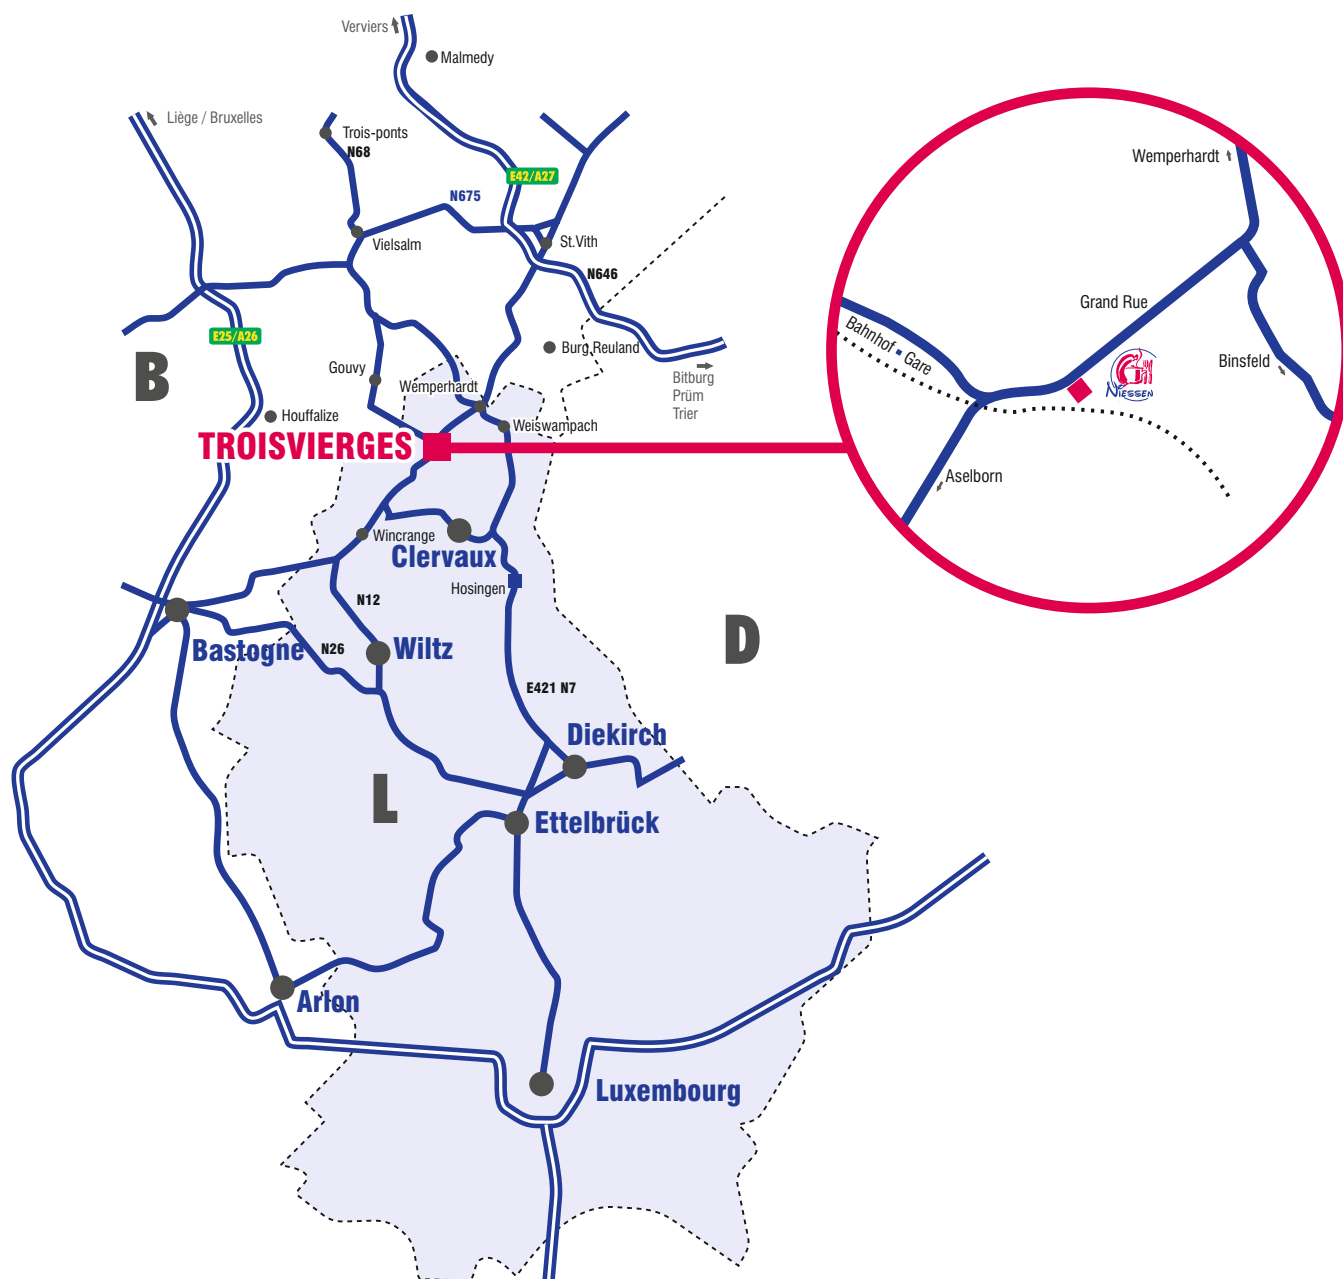 Verviers
Malmedy
Liège / Bruxelles
Trois-ponts
N68
E42/A27
N675
Vielsalm
St.Vith
N646
E25/A26
B
Gouvy
Burg Reuland
Wemperhardt
Bitburg
Prüm
Trier
Houffalize
Weiswampach
TROISVIERGES
Wincrange
Clervaux
Hosingen
N12
Bastogne
N26
Wiltz
D
E421 N7
Diekirch
L
Ettelbrück
Arlon
Luxembourg
Wemperhardt
Grand Rue
Bahnhof - Gare
Binsfeld
NIESSEN
Aselborn